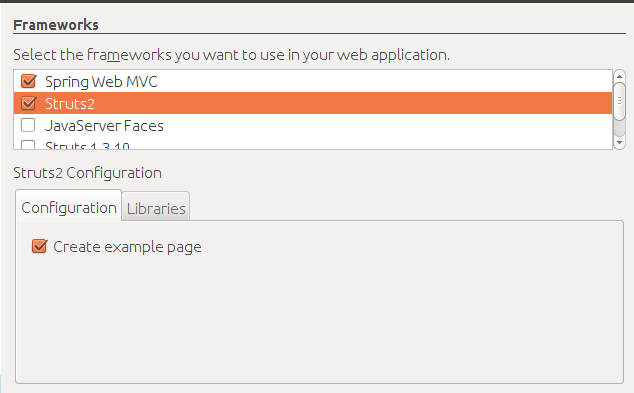 Frameworks
Select the frameworks you want to use in your web application.
Spring Web MVC
Struts2
JavaServer Faces
Struts 1.3.10
Struts2 Configuration
Configuration Libraries
Create example page